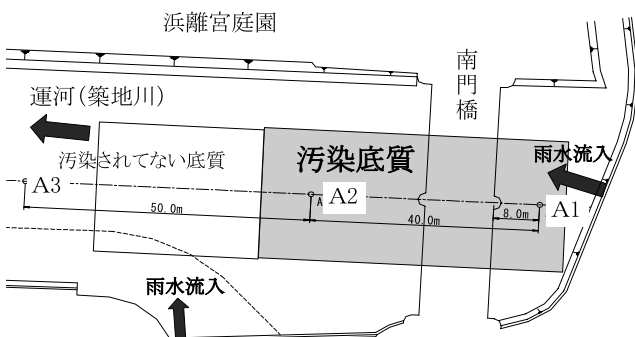 浜離宮庭園
南門橋
運河(築地川)
汚染されてない底質
汚染底質
雨水流入
A3
A2
A1
50.0m
40.0m
8.0m
雨水流入